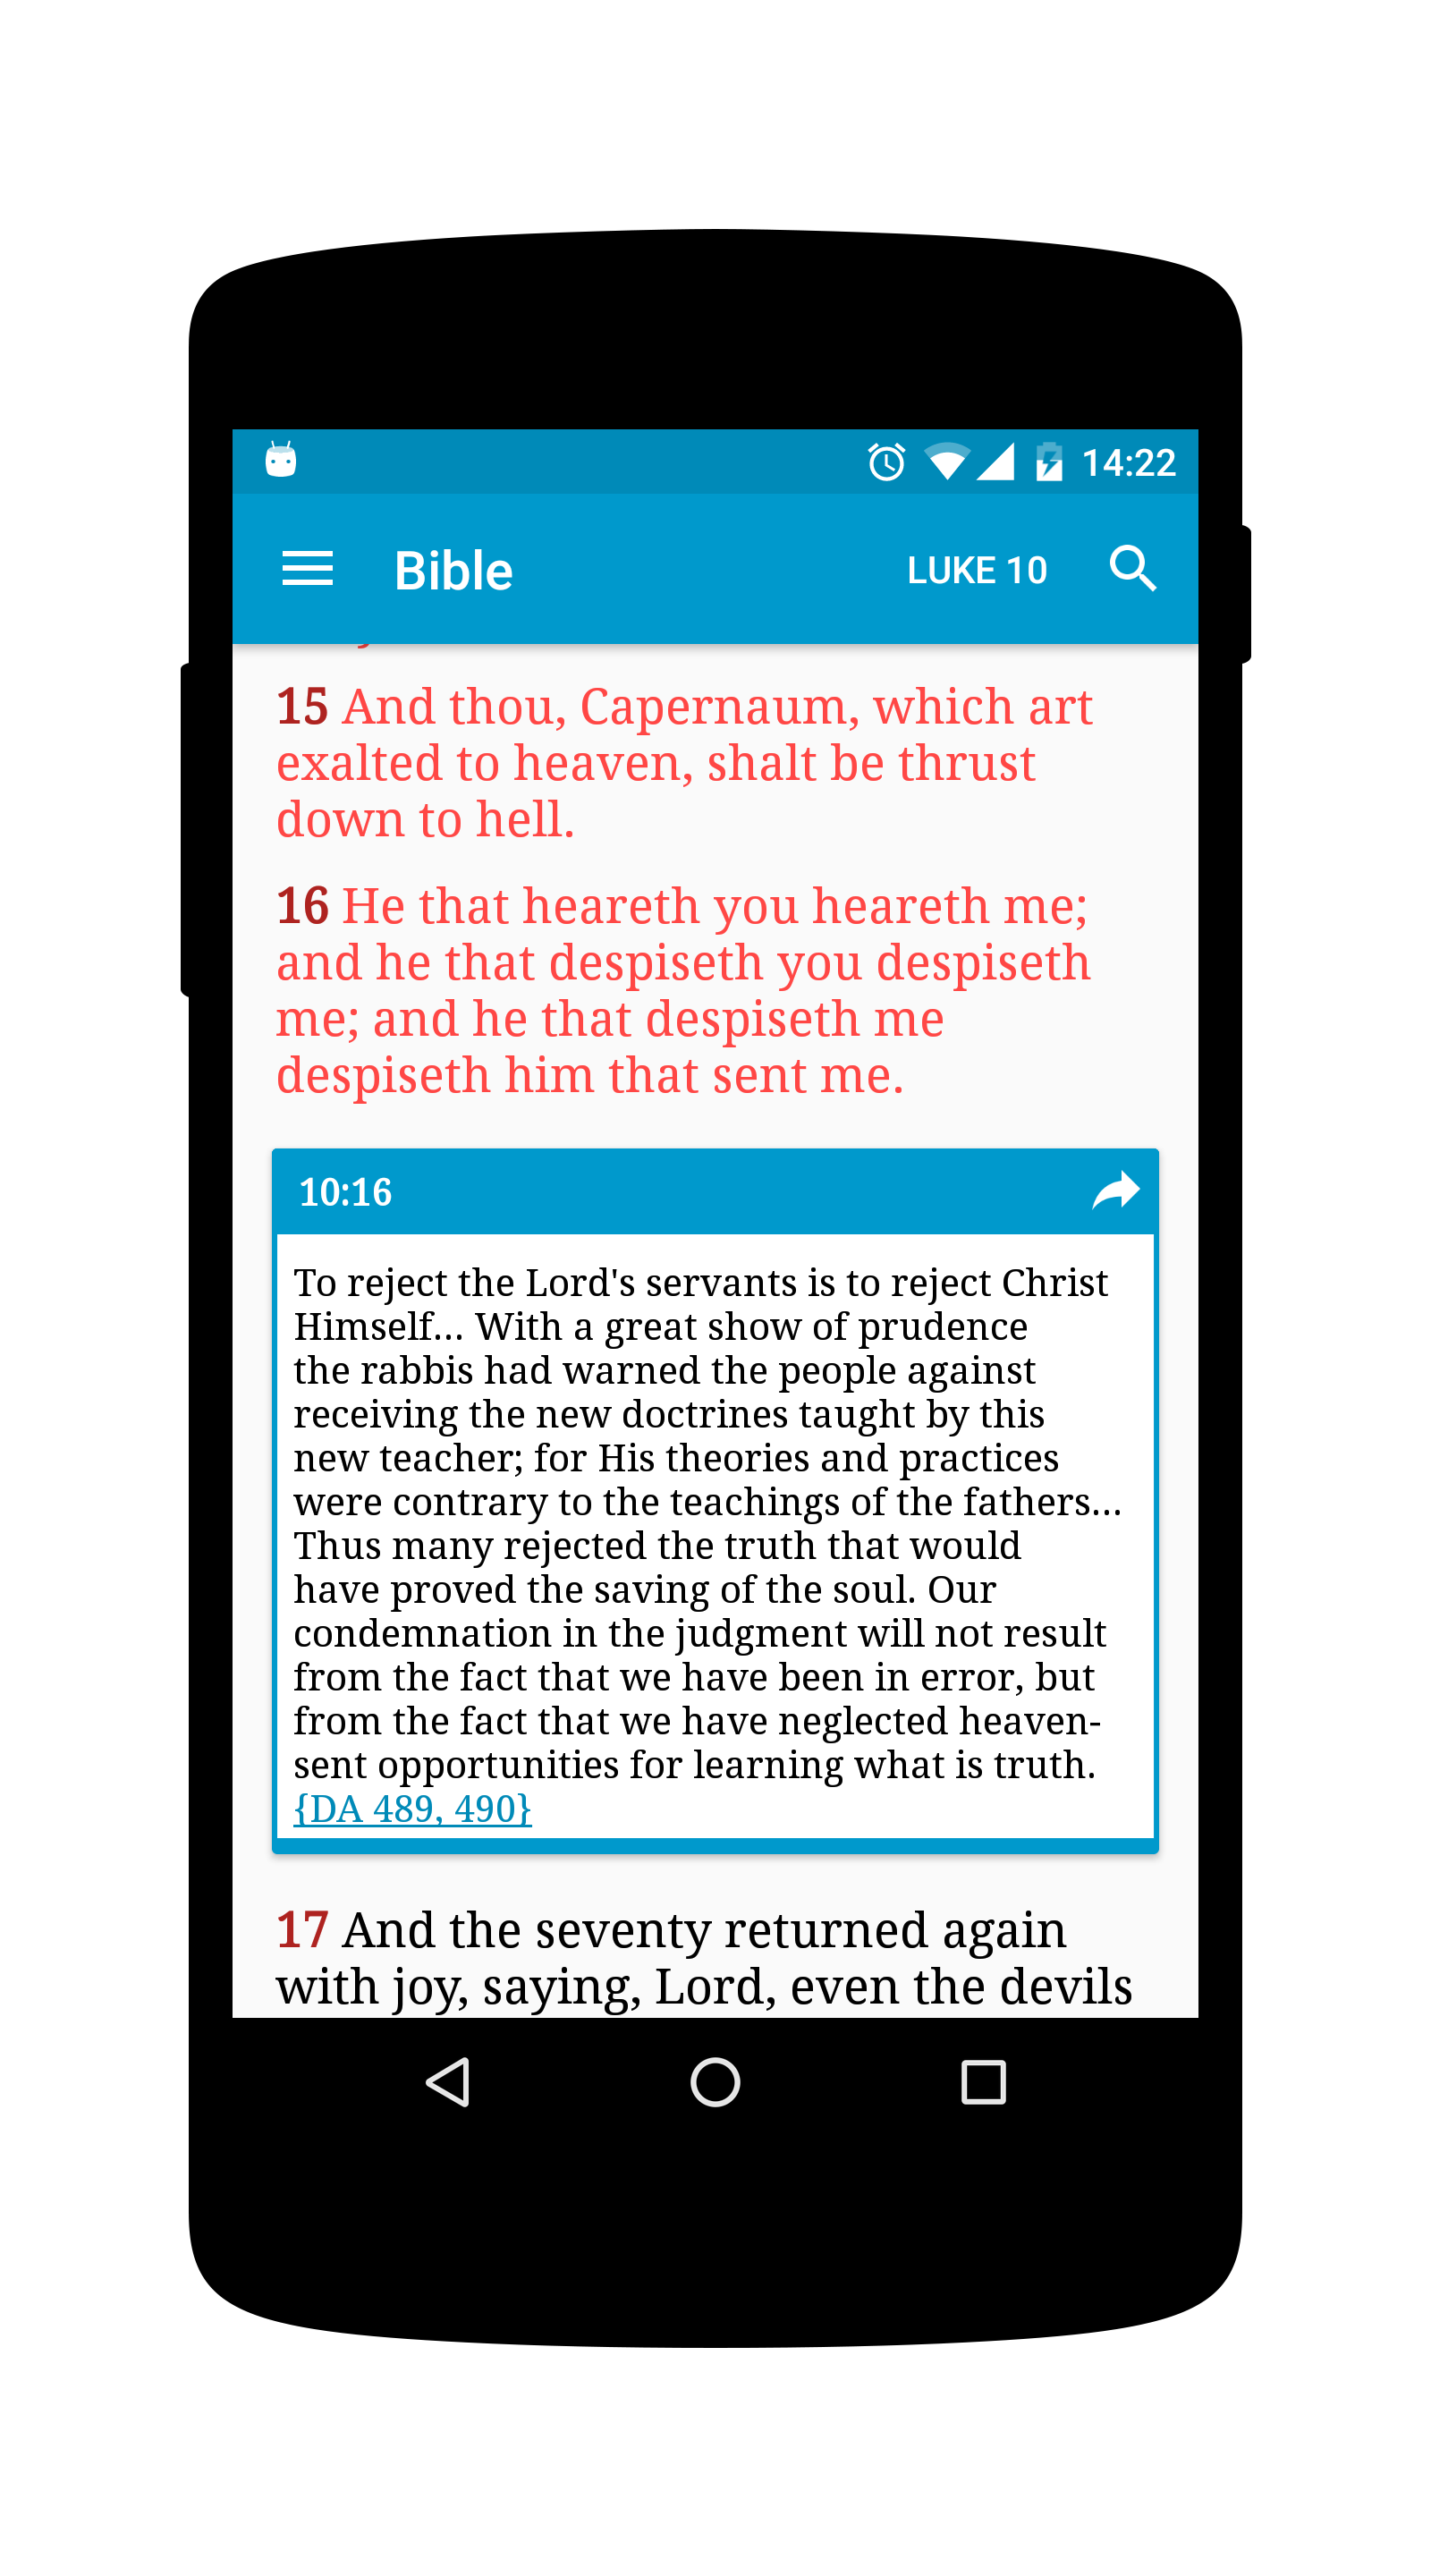 14:22
Bible LUKE 10
15 And thou, Capernaum, which art
exalted to heaven, shalt be thrust
down to hell.
16 He that heareth you heareth me;
and he that despiseth you despiseth
me; and he that despiseth me
despiseth him that sent me.
10:16
To reject the Lord's servants is to reject Christ
Himself... With a great show of prudence
the rabbis had warned the people against
receiving the new doctrines taught by this
new teacher; for His theories and practices
were contrary to the teachings of the fathers...
Thus many rejected the truth that would
have proved the saving of the soul. Our
condemnation in the judgment will not result
from the fact that we have been in error, but
from the fact that we have neglected heaven-
sent opportunities for learning what is truth.
{DA 489, 490}
17 And the seventy returned again
with joy, saying, Lord, even the devils